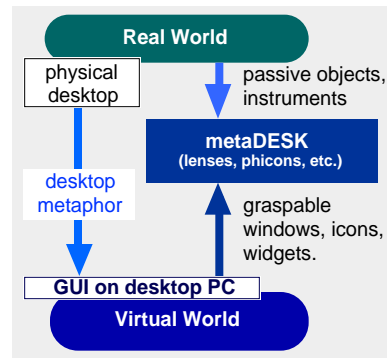 Real World
physical
desktop
passive objects,
instruments
metaDESK
(lenses, phicons, etc.)
desktop
metaphor
graspable
windows, icons,
widgets.
GUI on desktop PC
Virtual World